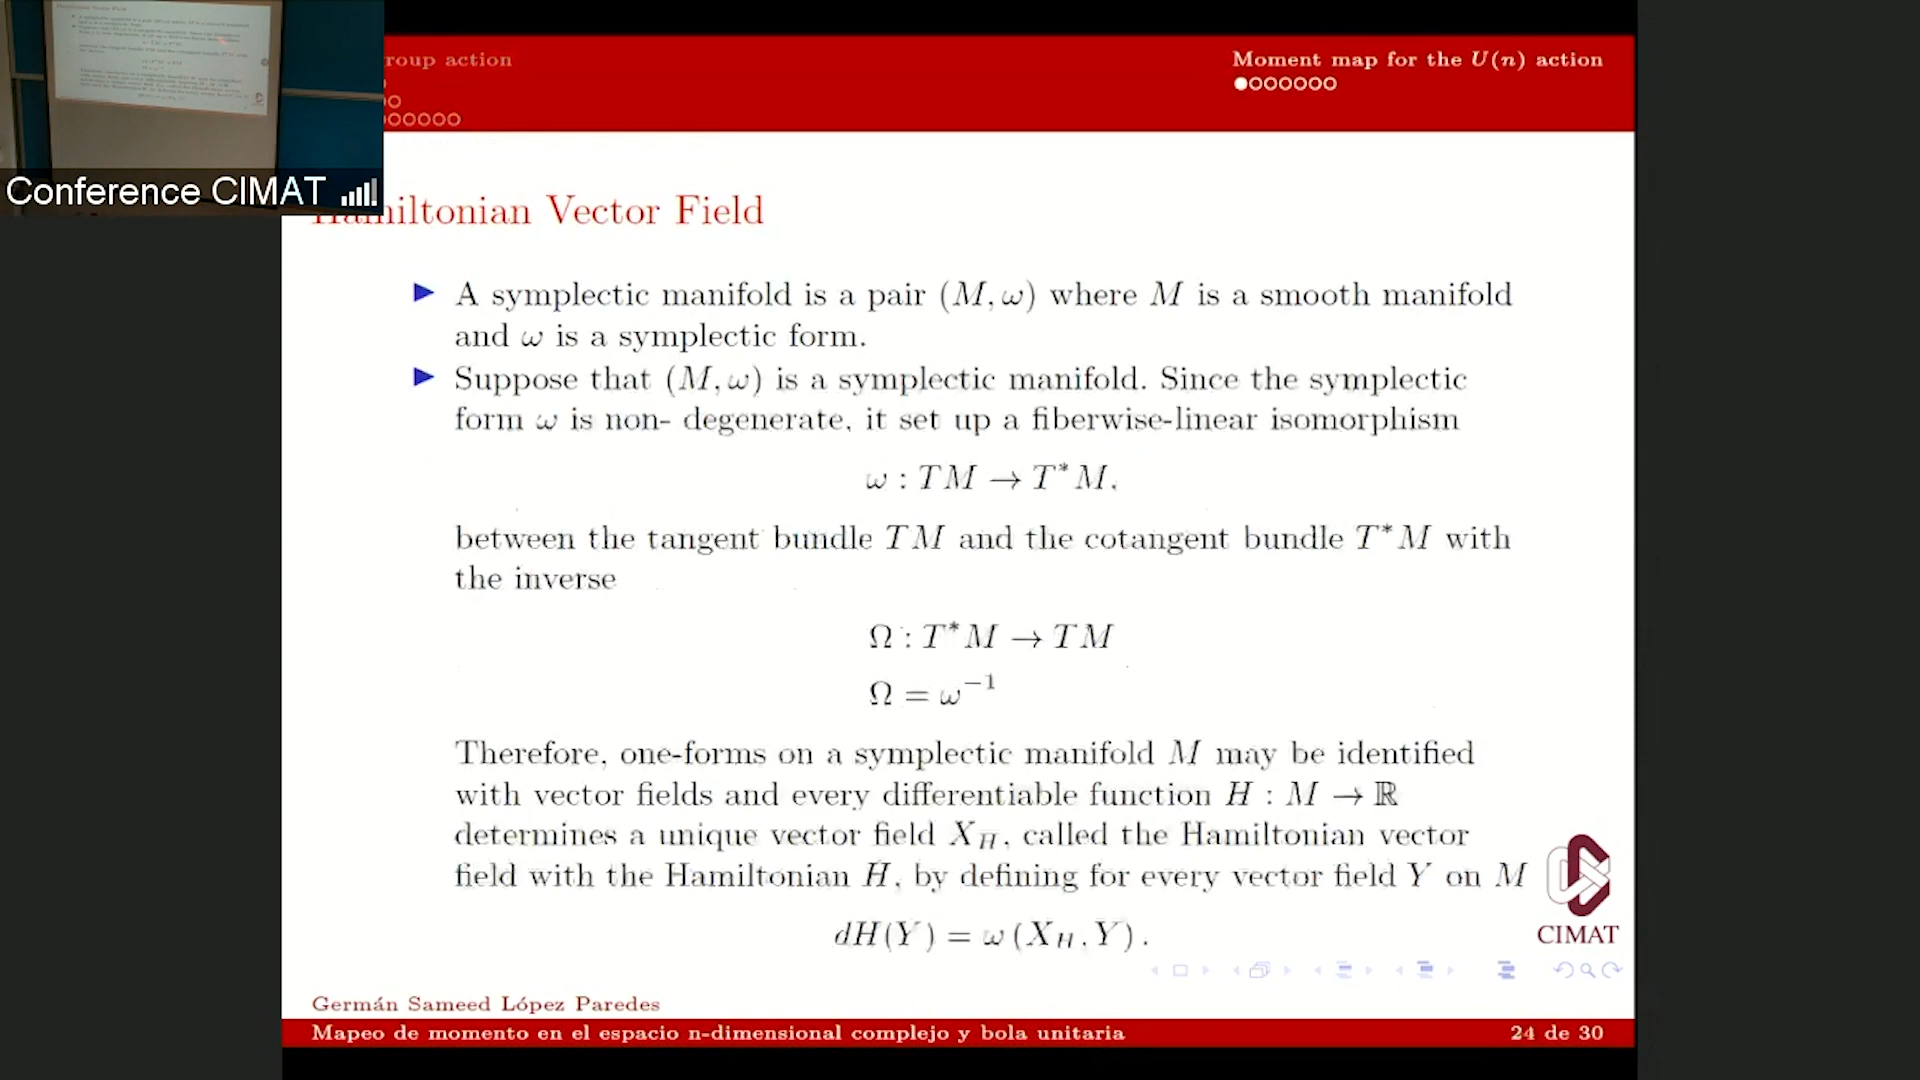 roup action
Moment map for the U(n) action
Conference CIMAT
Hamiltonian Vector Field
▶ A symplectic manifold is a pair (M, ω) where M is a smooth manifold
and ω is a symplectic form.
▶ Suppose that (M, ω) is a symplectic manifold. Since the symplectic
form ω is non- degenerate, it set up a fiberwise-linear isomorphism
ω : TM → T*M,
between the tangent bundle TM and the cotangent bundle T*M with
the inverse
Ω : T*M → TM
Ω = ω⁻¹
Therefore, one-forms on a symplectic manifold M may be identified
with vector fields and every differentiable function H : M → ℝ
determines a unique vector field X_H, called the Hamiltonian vector
field with the Hamiltonian H, by defining for every vector field Y on M
dH(Y) = ω (X_H, Y).
CIMAT
Germán Sameed López Paredes
Mapeo de momento en el espacio n-dimensional complejo y bola unitaria
24 de 30